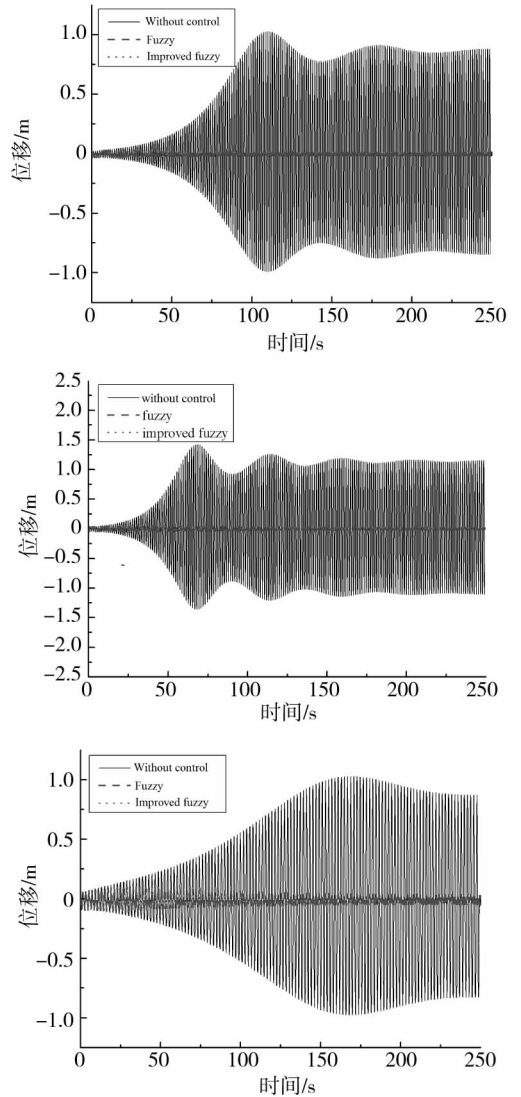 1.0
0.5
0
−0.5
−1.0
位移/m
Without control
Fuzzy
Improved fuzzy
0 50 100 150 200 250
时间/s
2.5
2.0
1.5
1.0
0.5
0
−0.5
−1.0
−1.5
−2.0
−2.5
位移/m
without control
fuzzy
improved fuzzy
0 50 100 150 200 250
时间/s
1.0
0.5
0
−0.5
−1.0
位移/m
Without control
Fuzzy
Improved fuzzy
0 50 100 150 200 250
时间/s